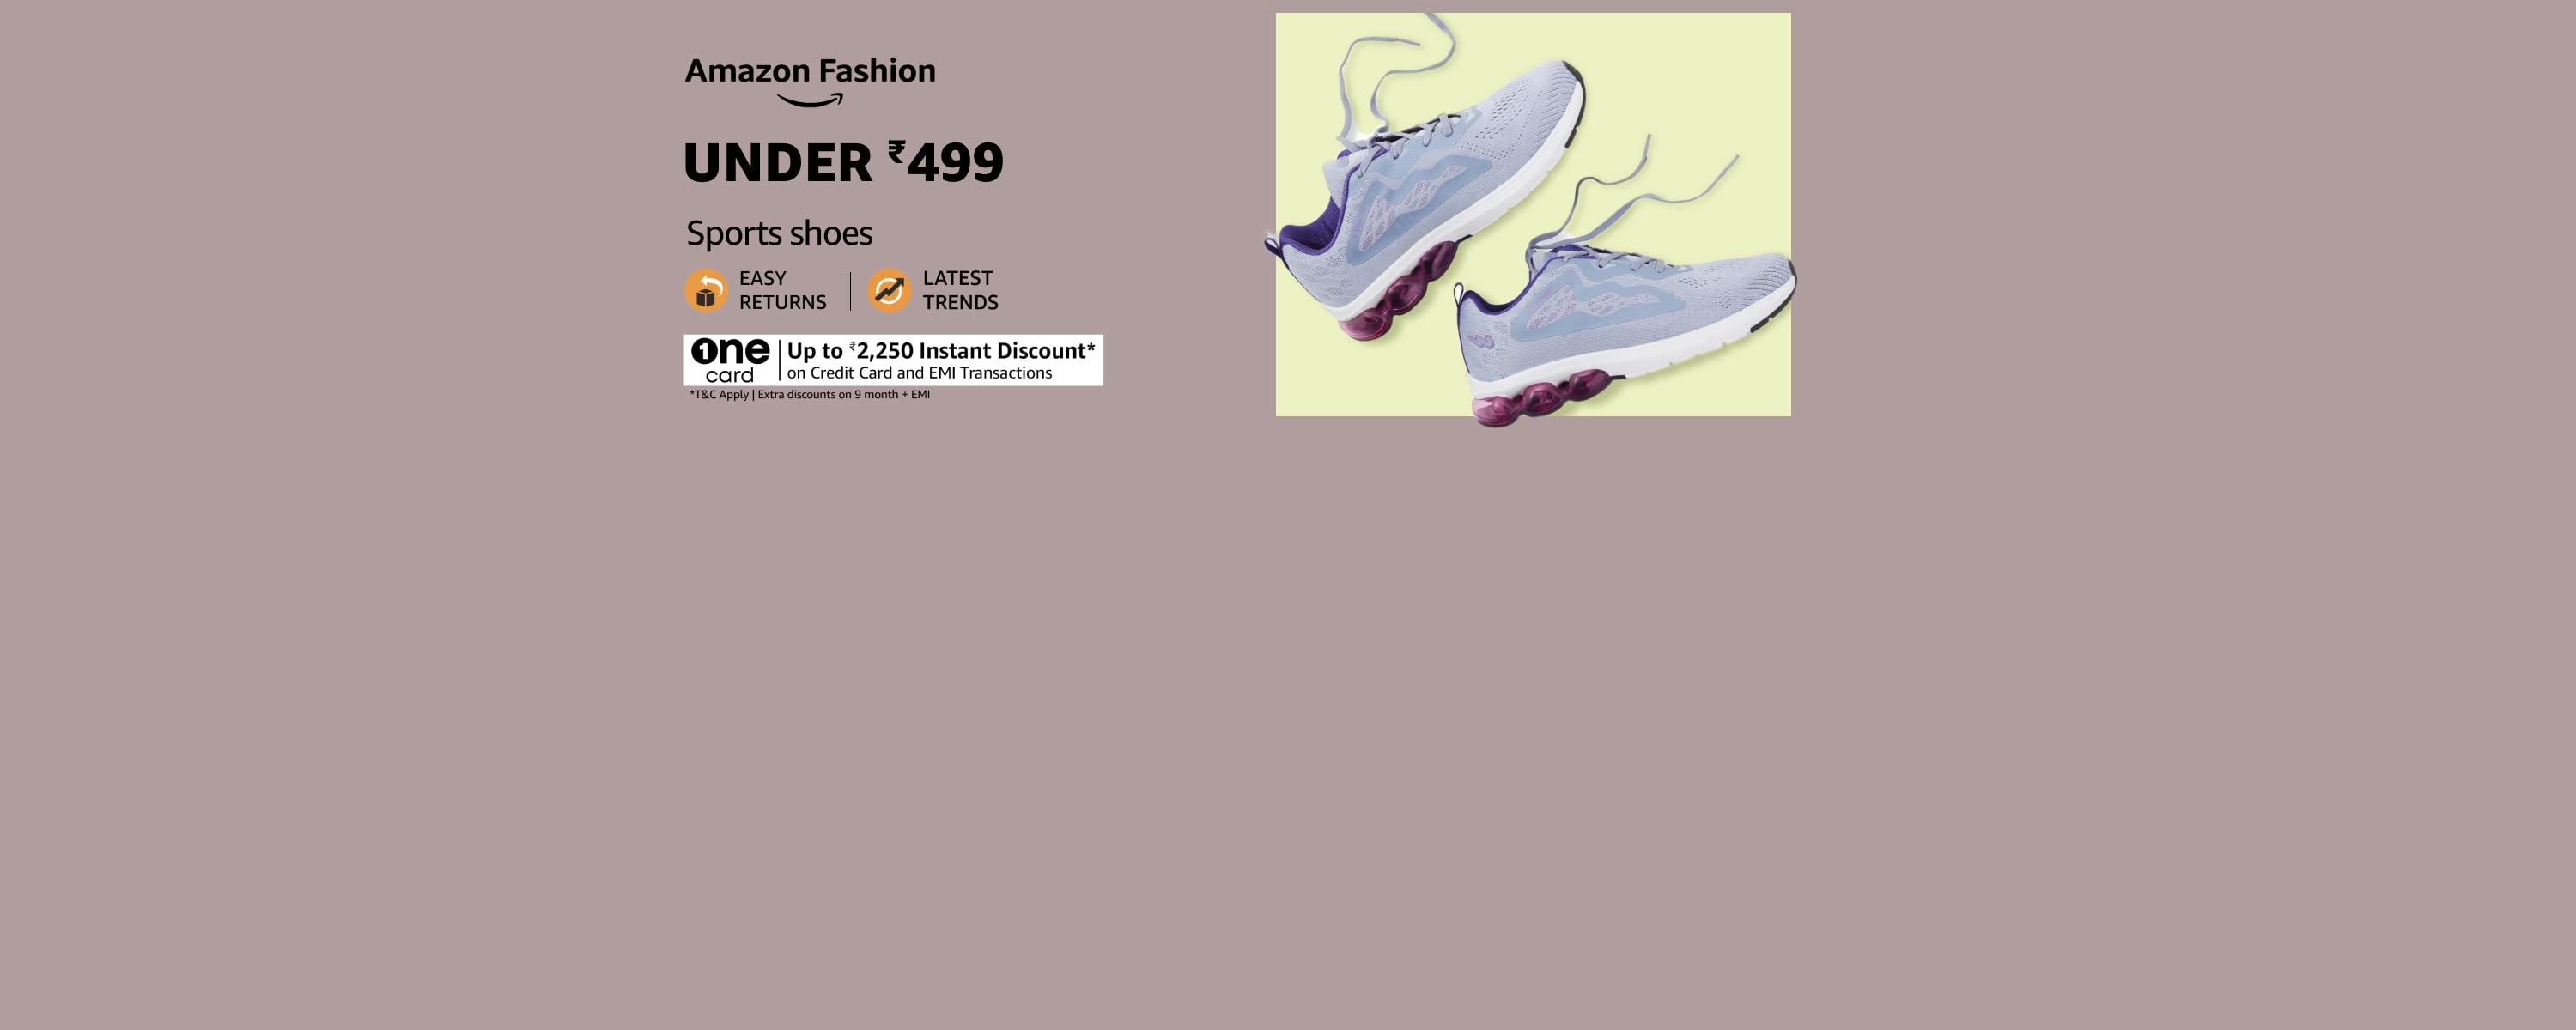 Amazon Fashion
UNDER ₹499
Sports shoes
EASY
RETURNS
LATEST
TRENDS
1ne
card
Up to ₹2,250 Instant Discount*
on Credit Card and EMI Transactions
*T&C Apply | Extra discounts on 9 month + EMI